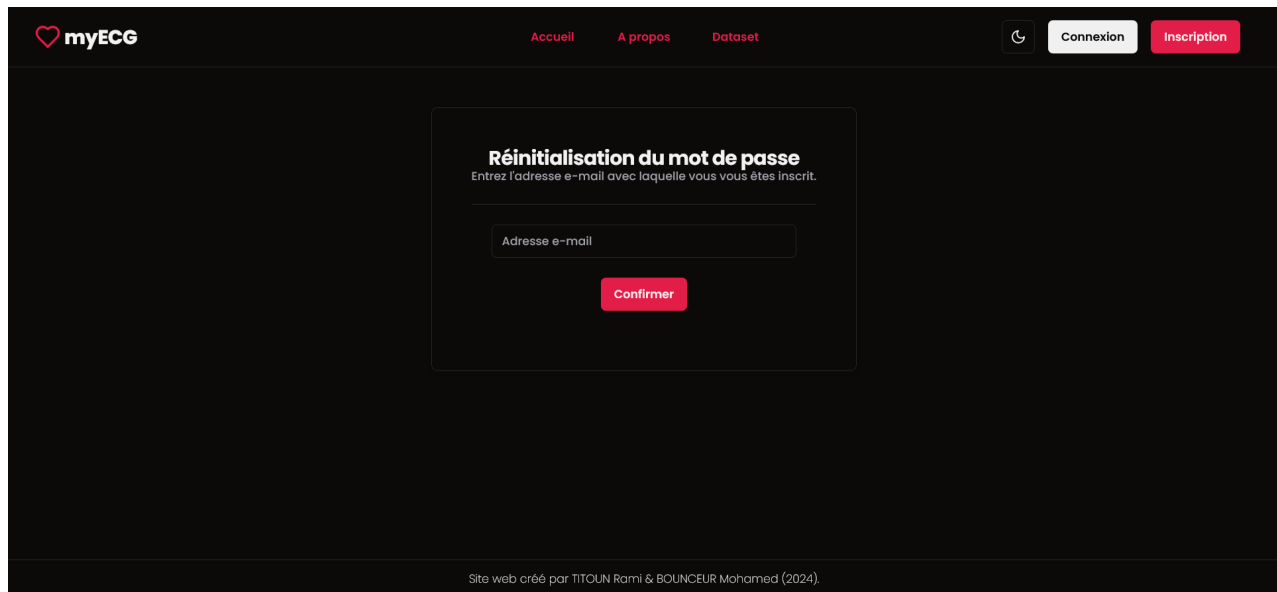 myECG
Accueil
A propos
Dataset
Connexion
Inscription
Réinitialisation du mot de passe
Entrez l'adresse e-mail avec laquelle vous vous êtes inscrit.
Adresse e-mail
Confirmer
Site web créé par TITOUN Rami & BOUNCEUR Mohamed (2024).